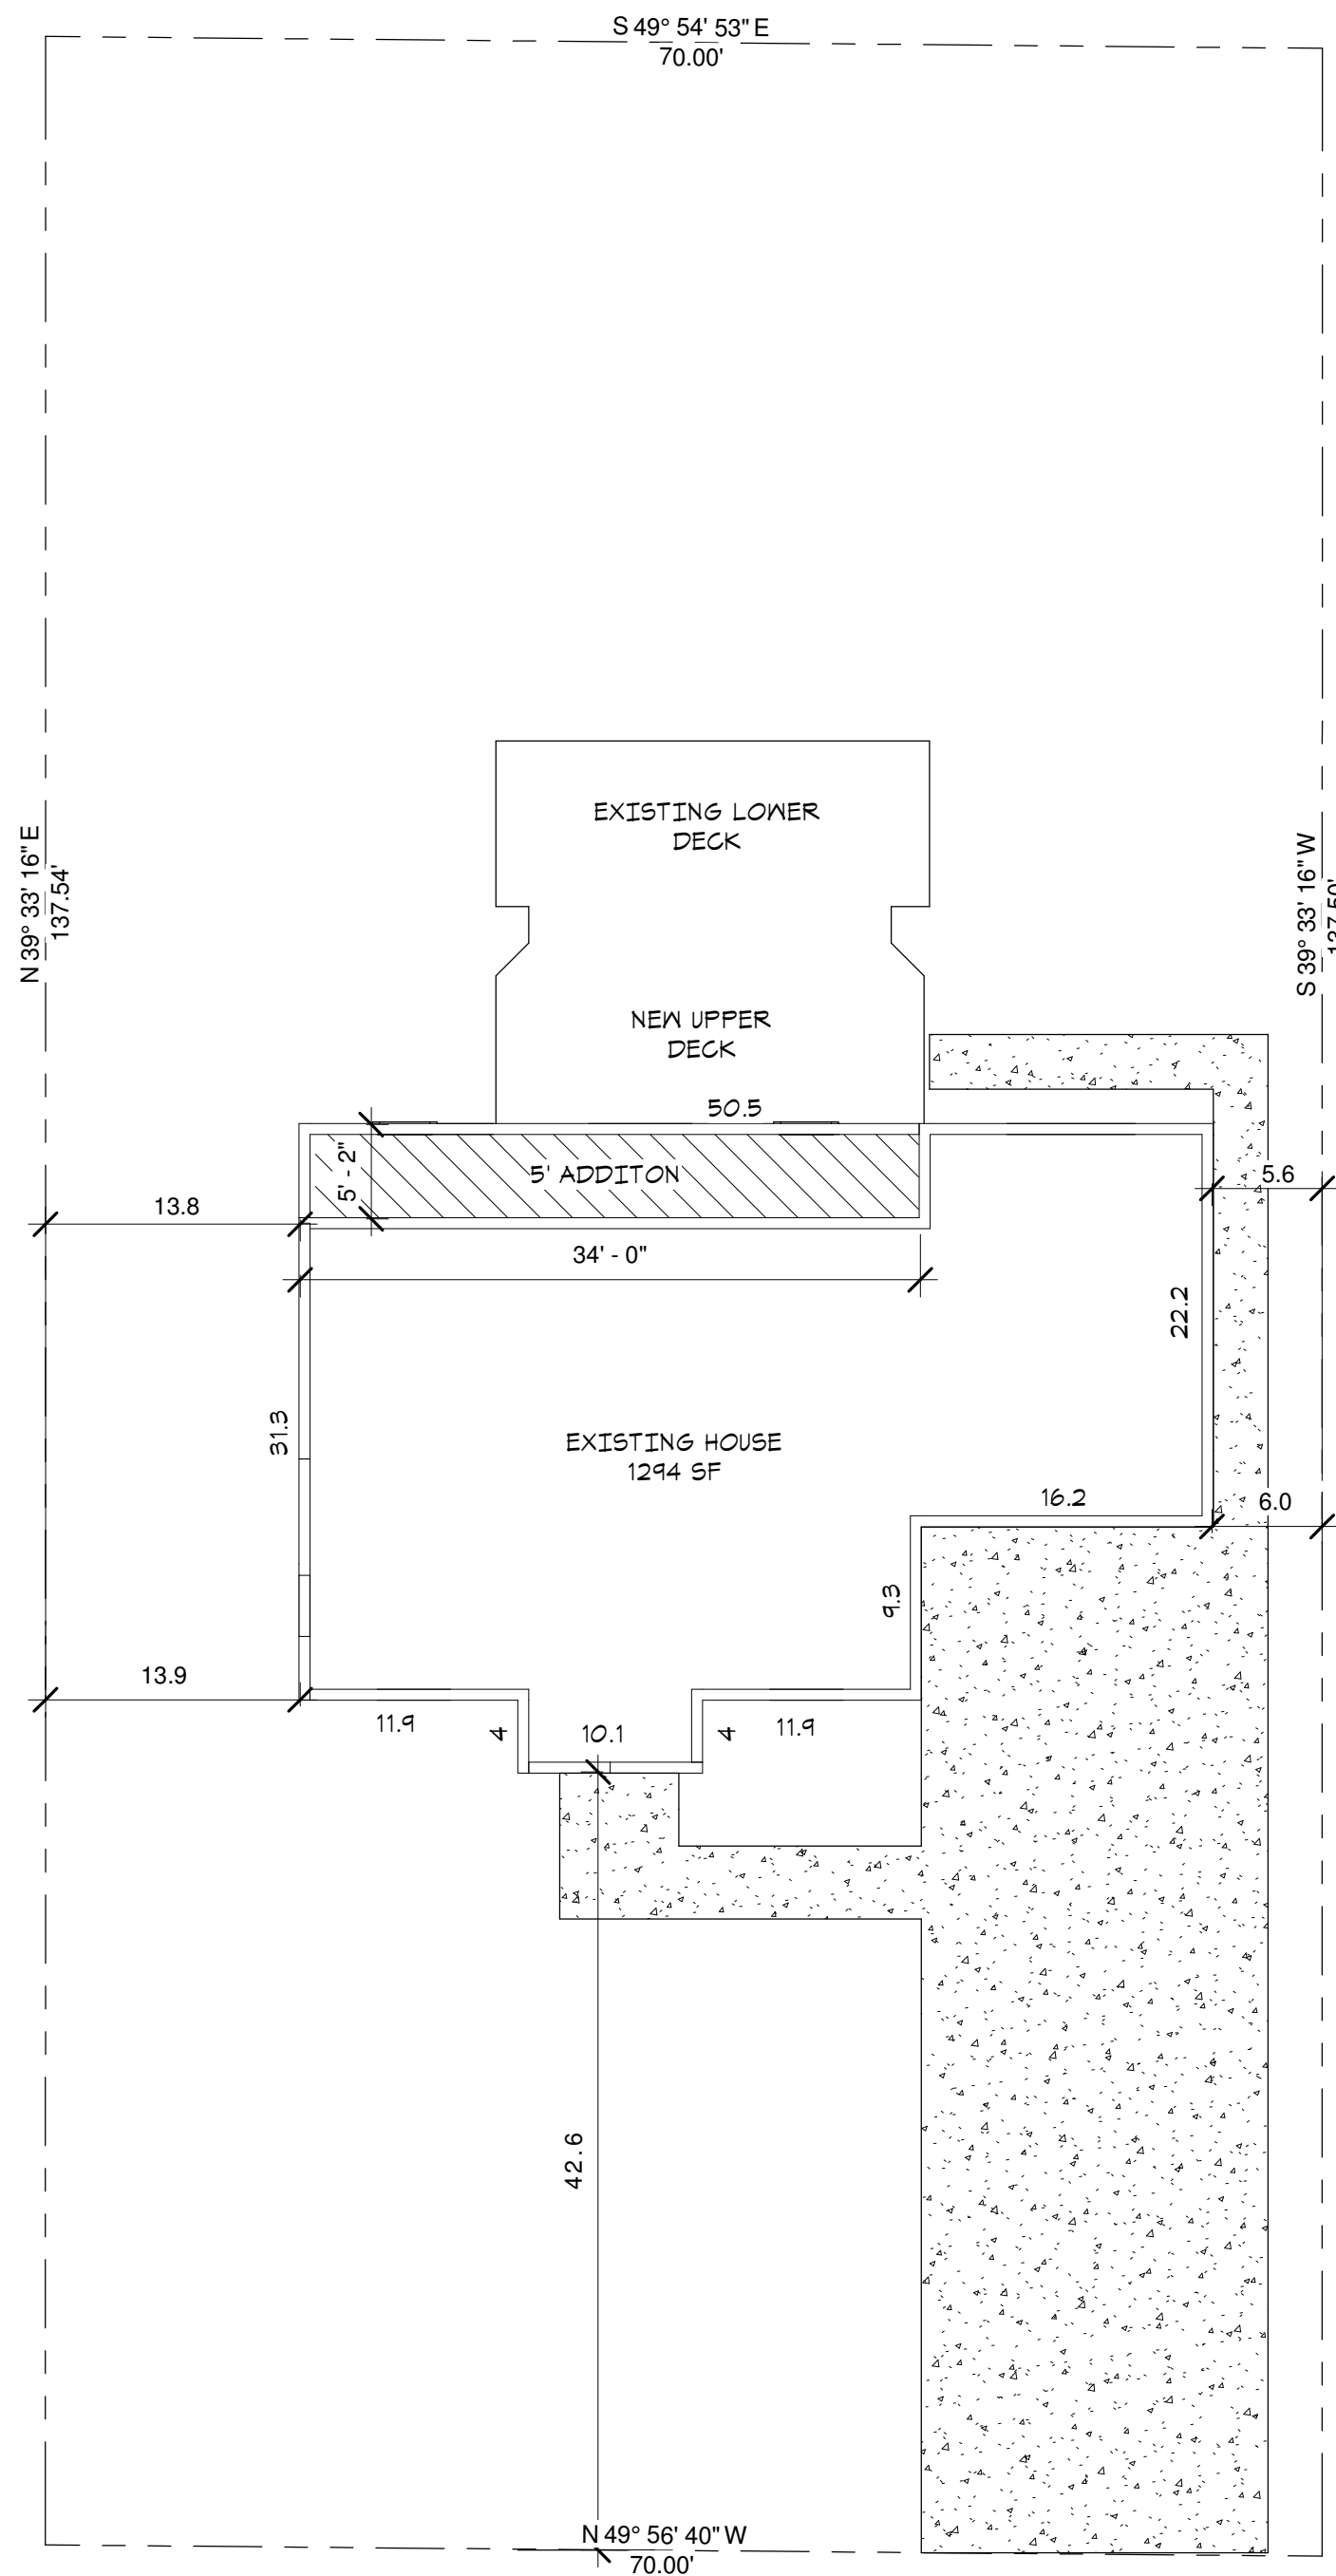 S 49° 54' 53" E
70.00'
N 39° 33' 16" E
137.54'
S 39° 33' 16" W
EXISTING LOWER
DECK
NEW UPPER
DECK
50.5
5' - 2"
5' ADDITON
5.6
13.8
34' - 0"
22.2
31.3
EXISTING HOUSE
1294 SF
16.2
6.0
9.3
13.9
11.9
4
10.1
4
11.9
42.6
N 49° 56' 40" W
70.00'